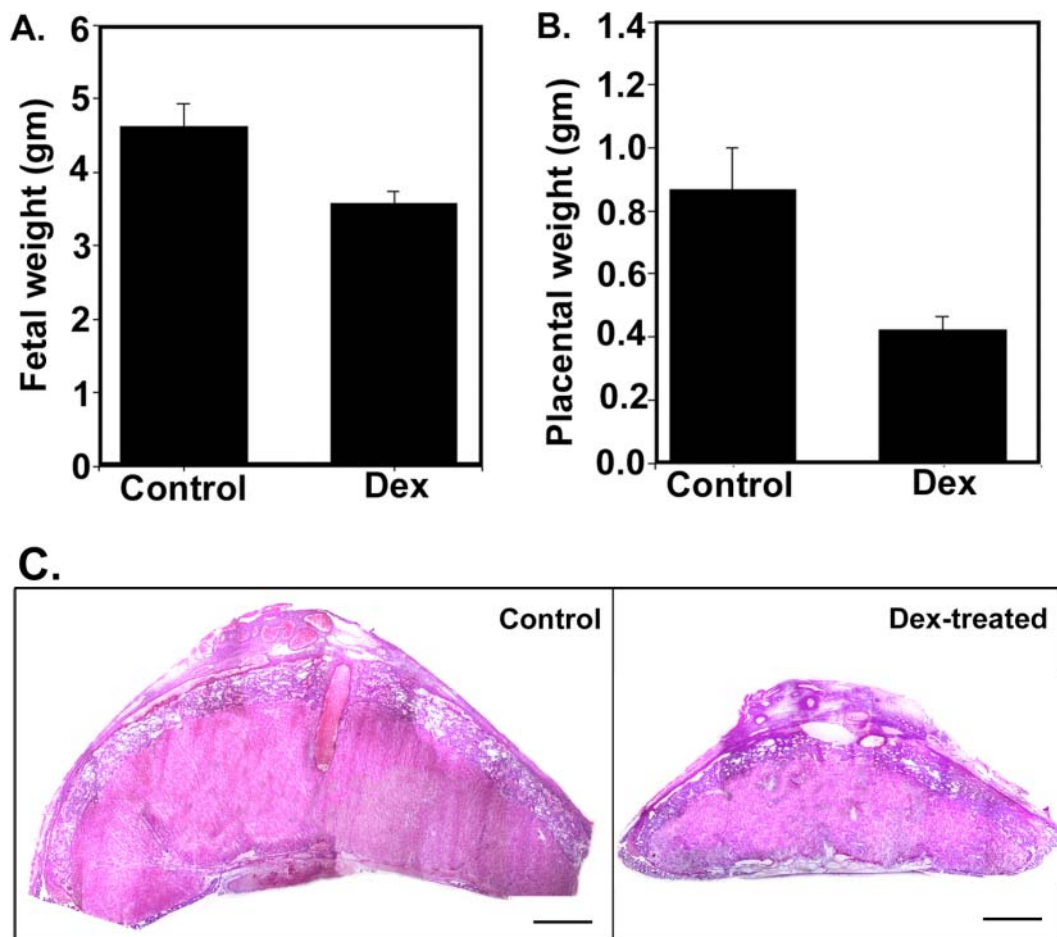 A.
Fetal weight (gm)
6
5
4
3
2
1
0
Control Dex
B.
Placental weight (gm)
1.4
1.2
1.0
0.8
0.6
0.4
0.2
0.0
Control Dex
C.
Control
Dex-treated